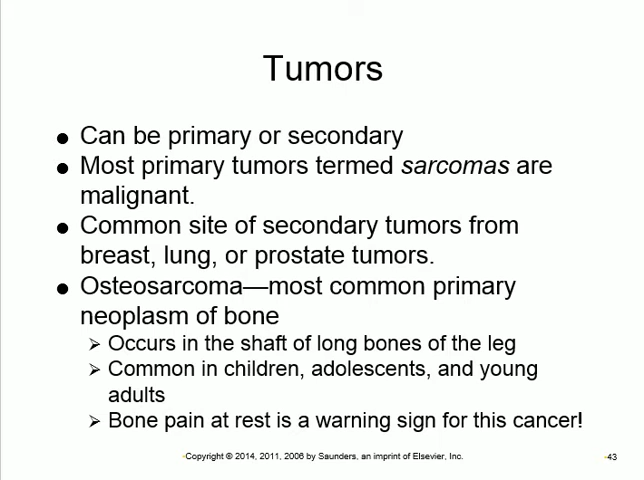 Tumors
● Can be primary or secondary
● Most primary tumors termed sarcomas are
malignant.
● Common site of secondary tumors from
breast, lung, or prostate tumors.
● Osteosarcoma—most common primary
neoplasm of bone
➢ Occurs in the shaft of long bones of the leg
➢ Common in children, adolescents, and young
adults
➢ Bone pain at rest is a warning sign for this cancer!
Copyright © 2014, 2011, 2006 by Saunders, an imprint of Elsevier, Inc.
43